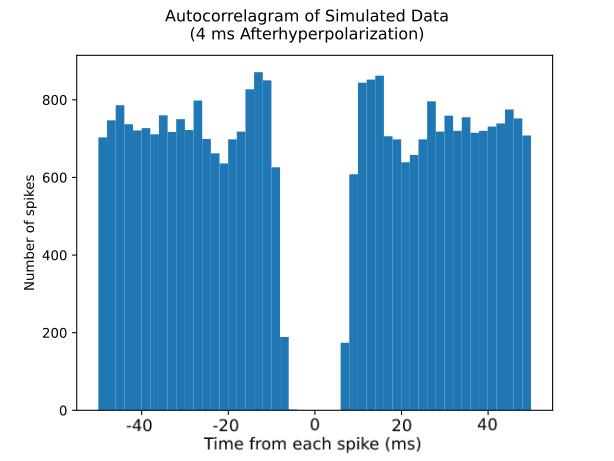 Autocorrelagram of Simulated Data
(4 ms Afterhyperpolarization)
800
600
400
200
0
Number of spikes
-40 -20 0 20 40
Time from each spike (ms)